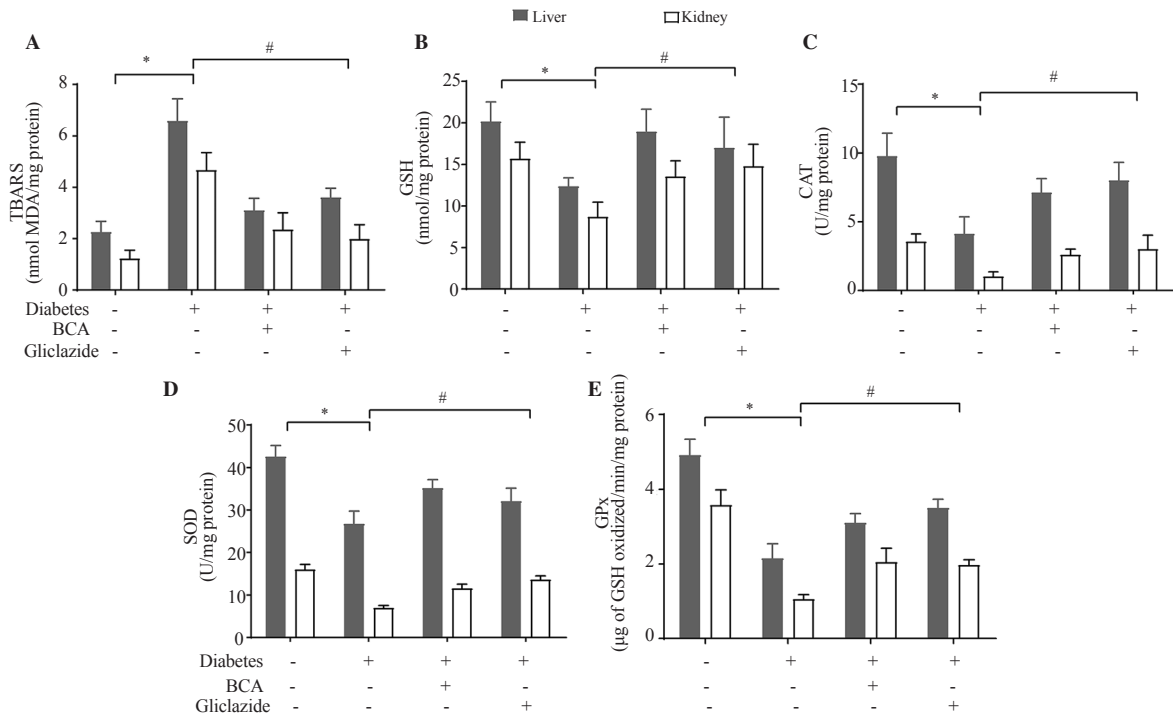 Liver Kidney
A
TBARS
(nmol MDA/mg protein)
8
6
4
2
0
* #
Diabetes - + + +
BCA - - + -
Gliclazide - - - +
B
GSH
(nmol/mg protein)
25
20
15
10
5
0
* #
- + + +
- - + -
- - - +
C
CAT
(U/mg protein)
15
10
5
0
* #
- + + +
- - + -
- - - +
D
SOD
(U/mg protein)
50
40
30
20
10
0
* #
Diabetes - + + +
BCA - - + -
Gliclazide - - - +
E
GPx
(µg of GSH oxidized/min/mg protein)
6
4
2
0
* #
- + + +
- - + -
- - - +